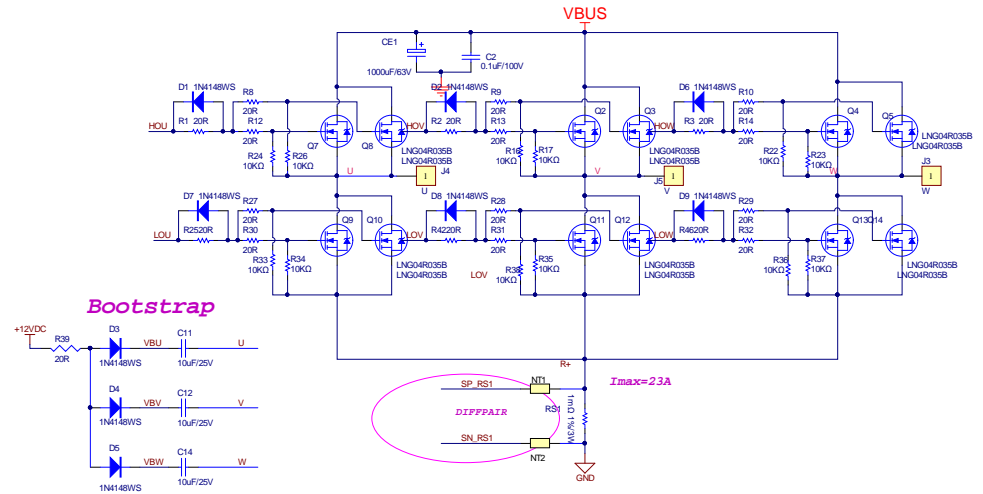 VBUS
CE1
+
1000uF/63V
C2
0.1uF/100V
D1 1N4148WS
R1 20R
R8
20R
R12
20R
HOU
R24
10KΩ
R26
10KΩ
Q7
Q8
LNG04R035B
LNG04R035B
U
J4
1
U
D2 1N4148WS
R2 20R
R9
20R
R13
20R
HOV
10KΩ
R17
10KΩ
Q2
Q3
LNG04R035B
LNG04R035B
V
J5
1
V
D6 1N4148WS
R3 20R
R10
20R
R14
20R
HOW
R22
10KΩ
R23
10KΩ
Q4
Q5
LNG04R035B
LNG04R035B
W
J3
1
W
D7 1N4148WS
R2520R
R27
20R
R30
20R
LOU
R33
10KΩ
R34
10KΩ
Q9
Q10
LNG04R035B
LNG04R035B
D8 1N4148WS
R4220R
R28
20R
R31
20R
LOV
LOV
R38
10KΩ
R35
10KΩ
Q11
Q12
LNG04R035B
LNG04R035B
D9 1N4148WS
R4620R
R29
20R
R32
20R
LOW
R36
10KΩ
R37
10KΩ
Q13Q14
LNG04R035B
LNG04R035B
Bootstrap
+12VDC
R39
20R
D3
1N4148WS
VBU
C11
10uF/25V
U
D4
1N4148WS
VBV
C12
10uF/25V
V
D5
1N4148WS
VBW
C14
10uF/25V
W
R+
Imax=23A
SP_RS1
NT1
DIFFPAIR
RS1
1mΩ 1%/3W
SN_RS1
NT2
GND